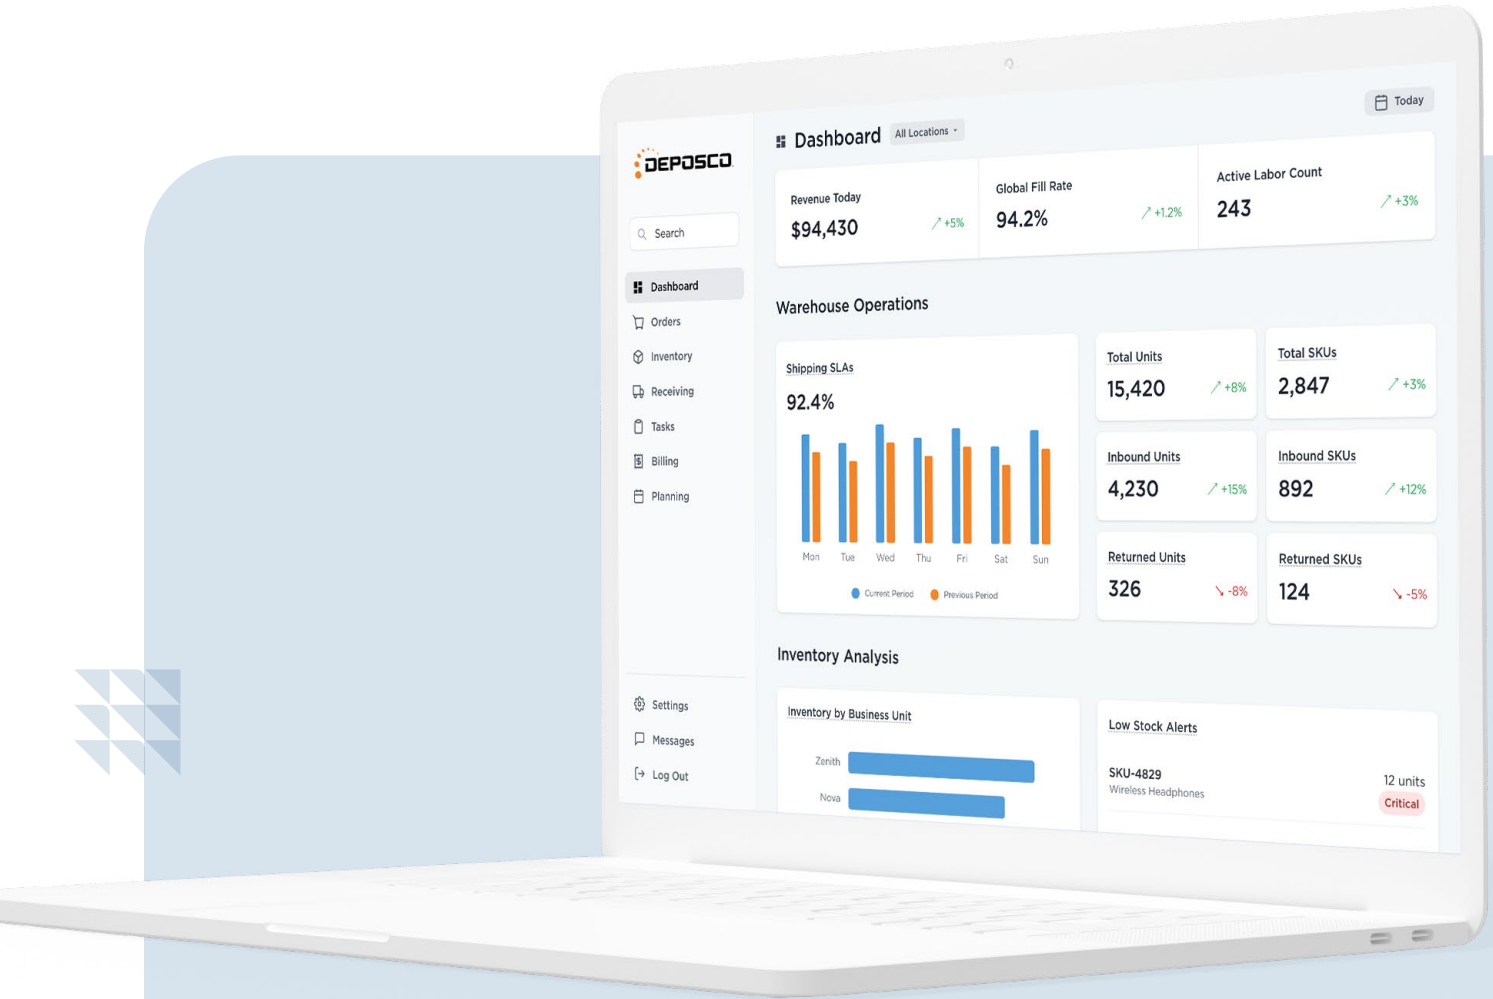 DEPOSCO
Search
Dashboard
Orders
Inventory
Receiving
Tasks
Billing
Planning
Settings
Messages
Log Out
Dashboard
All Locations
Today
Revenue Today
$94,430
+5%
Global Fill Rate
94.2%
+1.2%
Active Labor Count
243
+3%
Warehouse Operations
Shipping SLAs
92.4%
Mon Tue Wed Thu Fri Sat Sun
Current Period Previous Period
Total Units
15,420
+8%
Total SKUs
2,847
+3%
Inbound Units
4,230
+15%
Inbound SKUs
892
+12%
Returned Units
326
-8%
Returned SKUs
124
-5%
Inventory Analysis
Inventory by Business Unit
Zenith
Nova
Low Stock Alerts
SKU-4829
Wireless Headphones
12 units
Critical